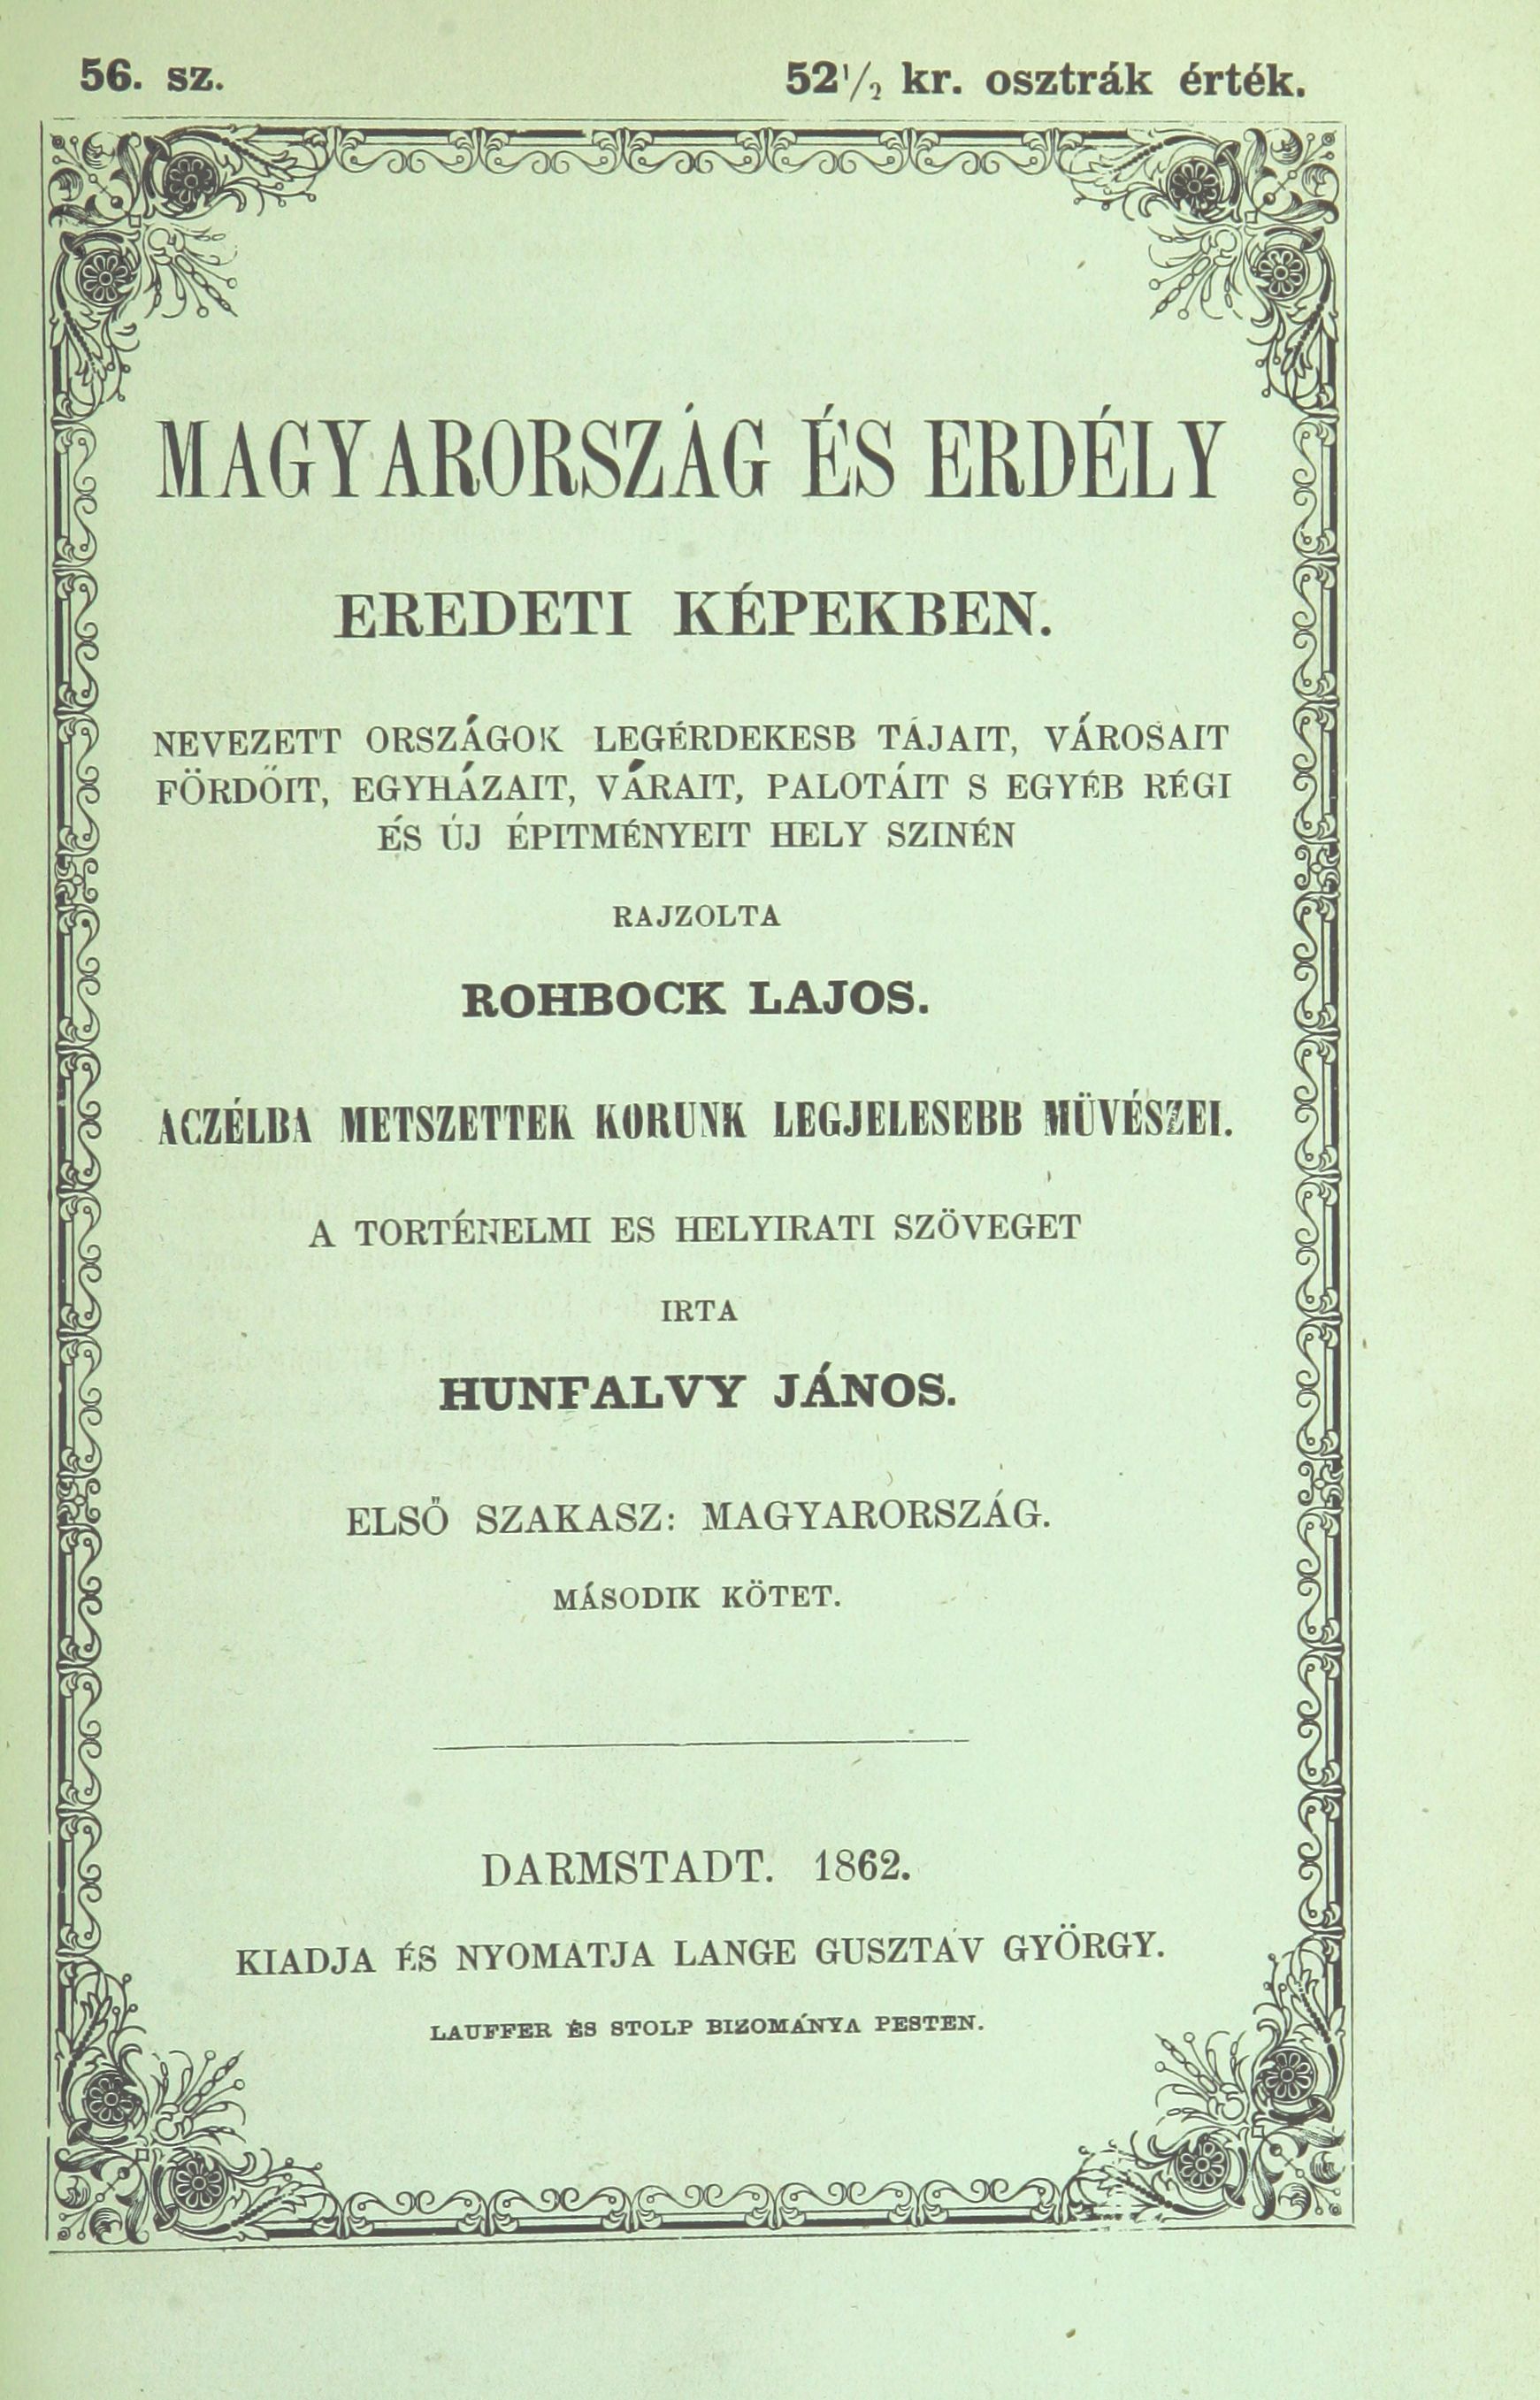 56. sz.
52 1/2 kr. osztrák érték.
MAGYARORSZÁG ÉS ERDÉLY
EREDETI KÉPEKBEN.
NEVEZETT ORSZÁGOK LEGÉRDEKESB TÁJAIT, VÁROSAIT
FÖRDŐIT, EGYHÁZAIT, VÁRAIT, PALOTÁIT S EGYÉB RÉGI
ÉS ÚJ ÉPITMÉNYEIT HELY SZINÉN
RAJZOLTA
ROHBOCK LAJOS.
ACZÉLBA METSZETTEK KORUNK LEGJELESEBB MÜVÉSZEI.
A TORTÉNELMI ES HELYIRATI SZÖVEGET
IRTA
HUNFALVY JÁNOS.
ELSŐ SZAKASZ: MAGYARORSZÁG.
MÁSODIK KÖTET.
DARMSTADT. 1862.
KIADJA ÉS NYOMATJA LANGE GUSZTÁV GYÖRGY.
LAUFFER ÉS STOLP BIZOMÁNYA PESTEN.